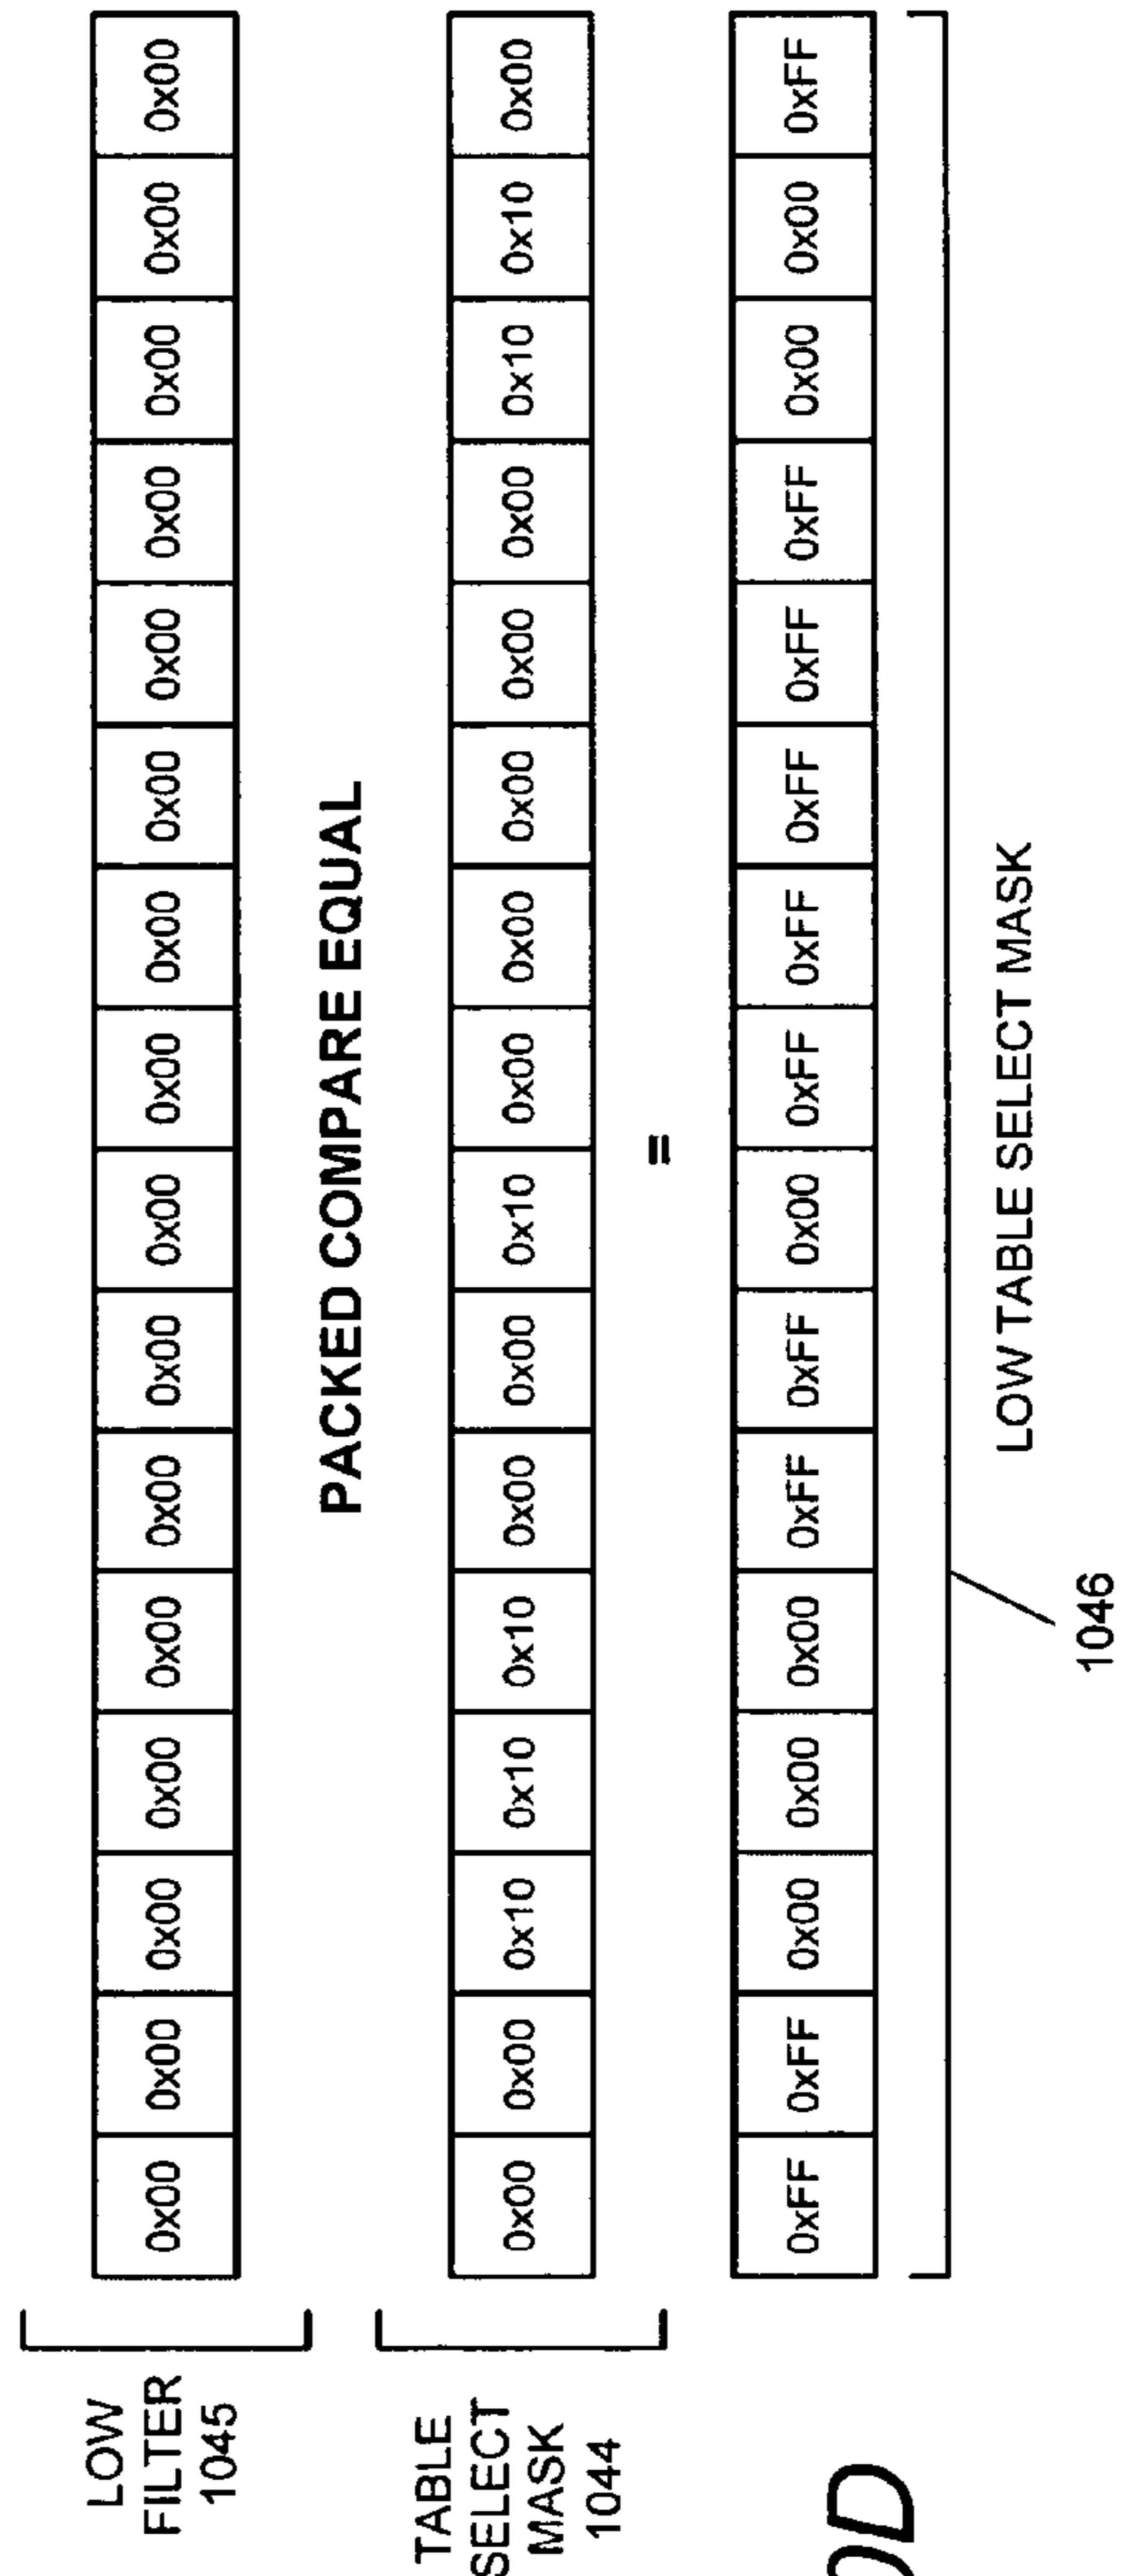 LOW
FILTER
1045
0x00 0x00 0x00 0x00 0x00 0x00 0x00 0x00 0x00 0x00 0x00 0x00 0x00 0x00 0x00 0x00
PACKED COMPARE EQUAL
TABLE
SELECT
MASK
1044
0x00 0x00 0x10 0x10 0x10 0x00 0x00 0x10 0x00 0x00 0x00 0x00 0x00 0x10 0x10 0x00
=
0xFF 0xFF 0x00 0x00 0x00 0xFF 0xFF 0x00 0xFF 0xFF 0xFF 0xFF 0xFF 0x00 0x00 0xFF
LOW TABLE SELECT MASK
1046